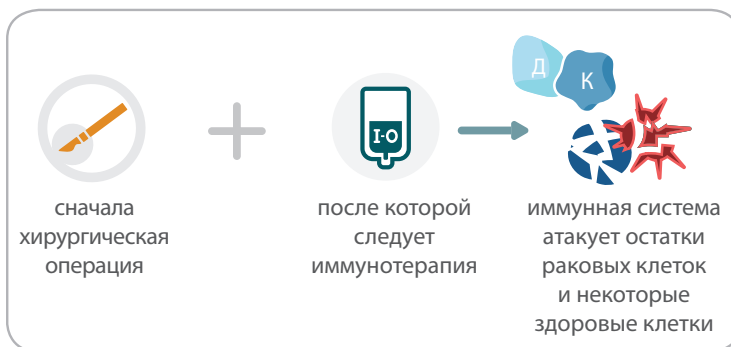 Д
К
I-O
сначала
хирургическая
операция
после которой
следует
иммунотерапия
иммунная система
атакует остатки
раковых клеток
и некоторые
здоровые клетки